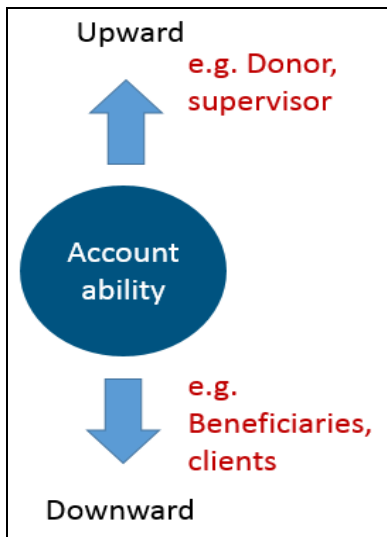 Upward
e.g. Donor,
supervisor
Account
ability
e.g.
Beneficiaries,
clients
Downward